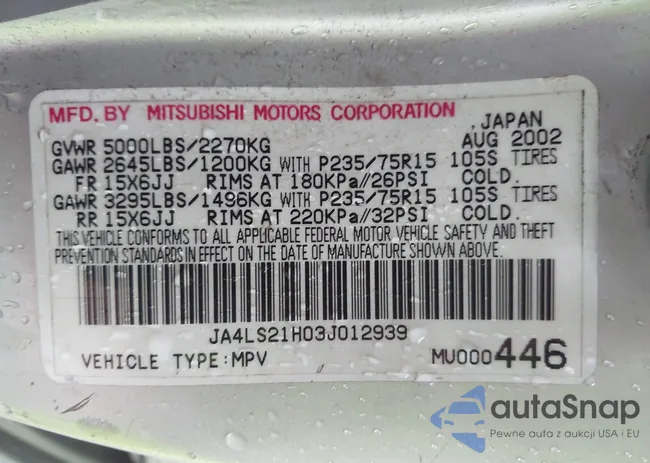 MFD. BY MITSUBISHI MOTORS CORPORATION , JAPAN
GVWR 5000LBS/2270KG AUG 2002
GAWR 2645LBS/1200KG WITH P235/75R15 105S TIRES
FR 15X6JJ RIMS AT 180KPa//26PSI COLD.
GAWR 3295LBS/1496KG WITH P235/75R15 105S TIRES
RR 15X6JJ RIMS AT 220KPa//32PSI COLD.
THIS VEHICLE CONFORMS TO ALL APPLICABLE FEDERAL MOTOR VEHICLE SAFETY AND THEFT
PREVENTION STANDARDS IN EFFECT ON THE DATE OF MANUFACTURE SHOWN ABOVE.
JA4LS21H03J012939
VEHICLE TYPE:MPV MU000446
autaSnap
Pewne auta z aukcji USA i EU